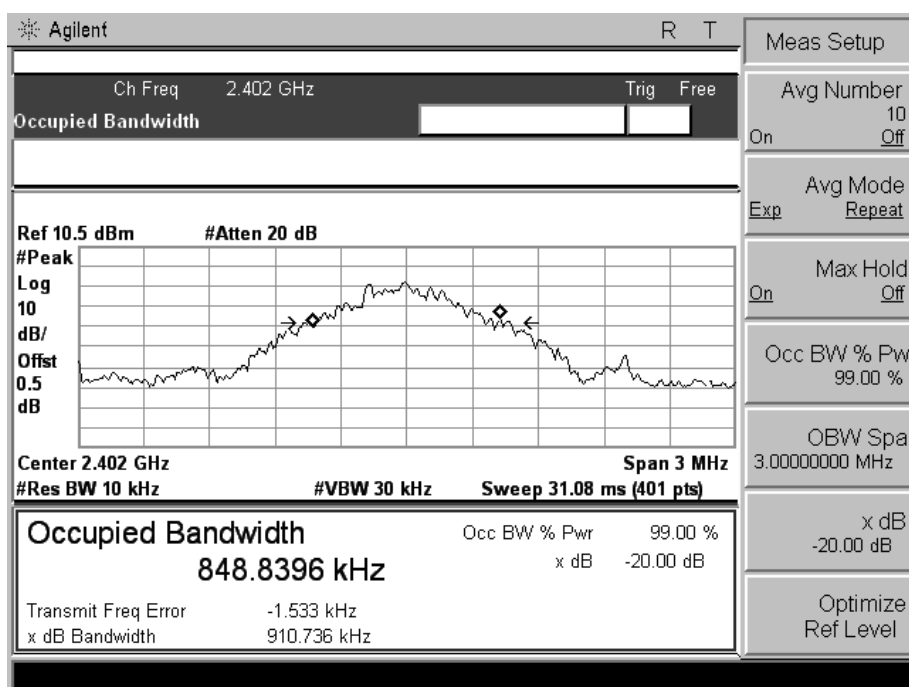 Agilent R T
Ch Freq 2.402 GHz Trig Free
Occupied Bandwidth
Ref 10.5 dBm #Atten 20 dB
#Peak
Log
10
dB/
Offst
0.5
dB
Center 2.402 GHz Span 3 MHz
#Res BW 10 kHz #VBW 30 kHz Sweep 31.08 ms (401 pts)
Occupied Bandwidth
848.8396 kHz
Occ BW % Pwr 99.00 %
x dB -20.00 dB
Transmit Freq Error -1.533 kHz
x dB Bandwidth 910.736 kHz
Meas Setup
Avg Number
10
On Off
Avg Mode
Exp Repeat
Max Hold
On Off
Occ BW % Pw
99.00 %
OBW Spa
3.00000000 MHz
x dB
-20.00 dB
Optimize
Ref Level